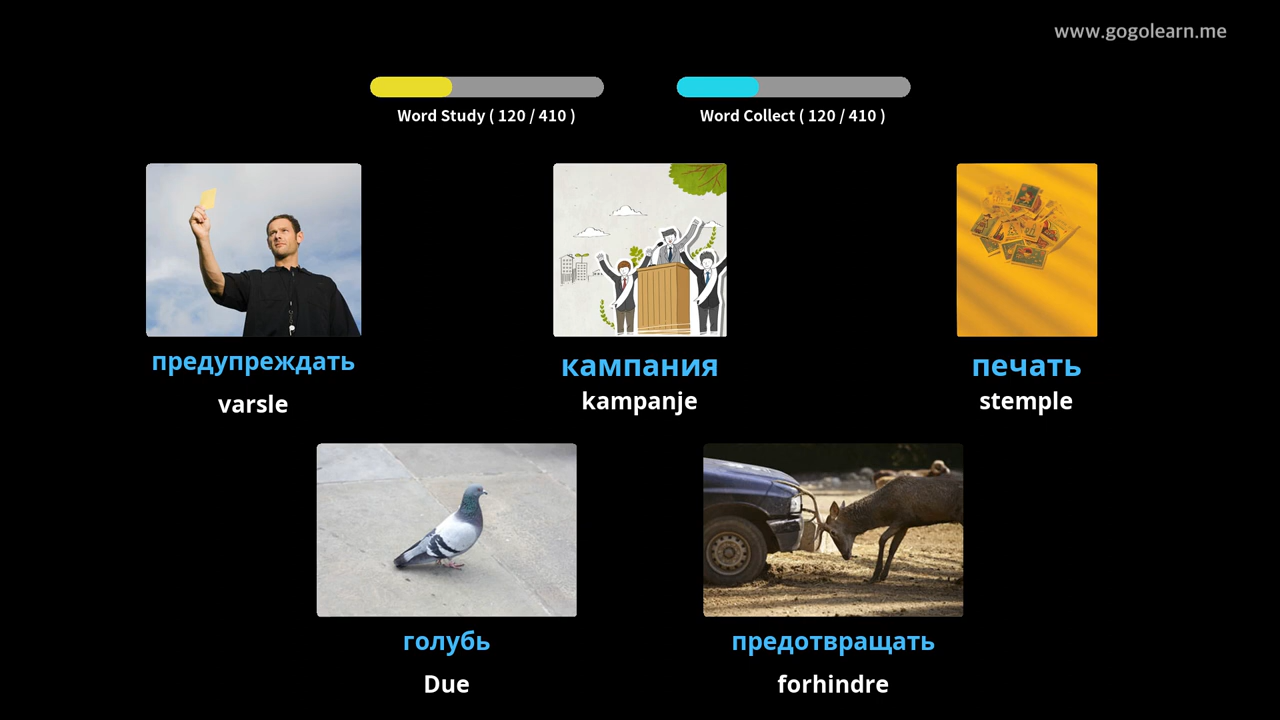 www.gogolearn.me
Word Study ( 120 / 410 )
Word Collect ( 120 / 410 )
предупреждать
varsle
кампания
kampanje
печать
stemple
голубь
Due
предотвращать
forhindre